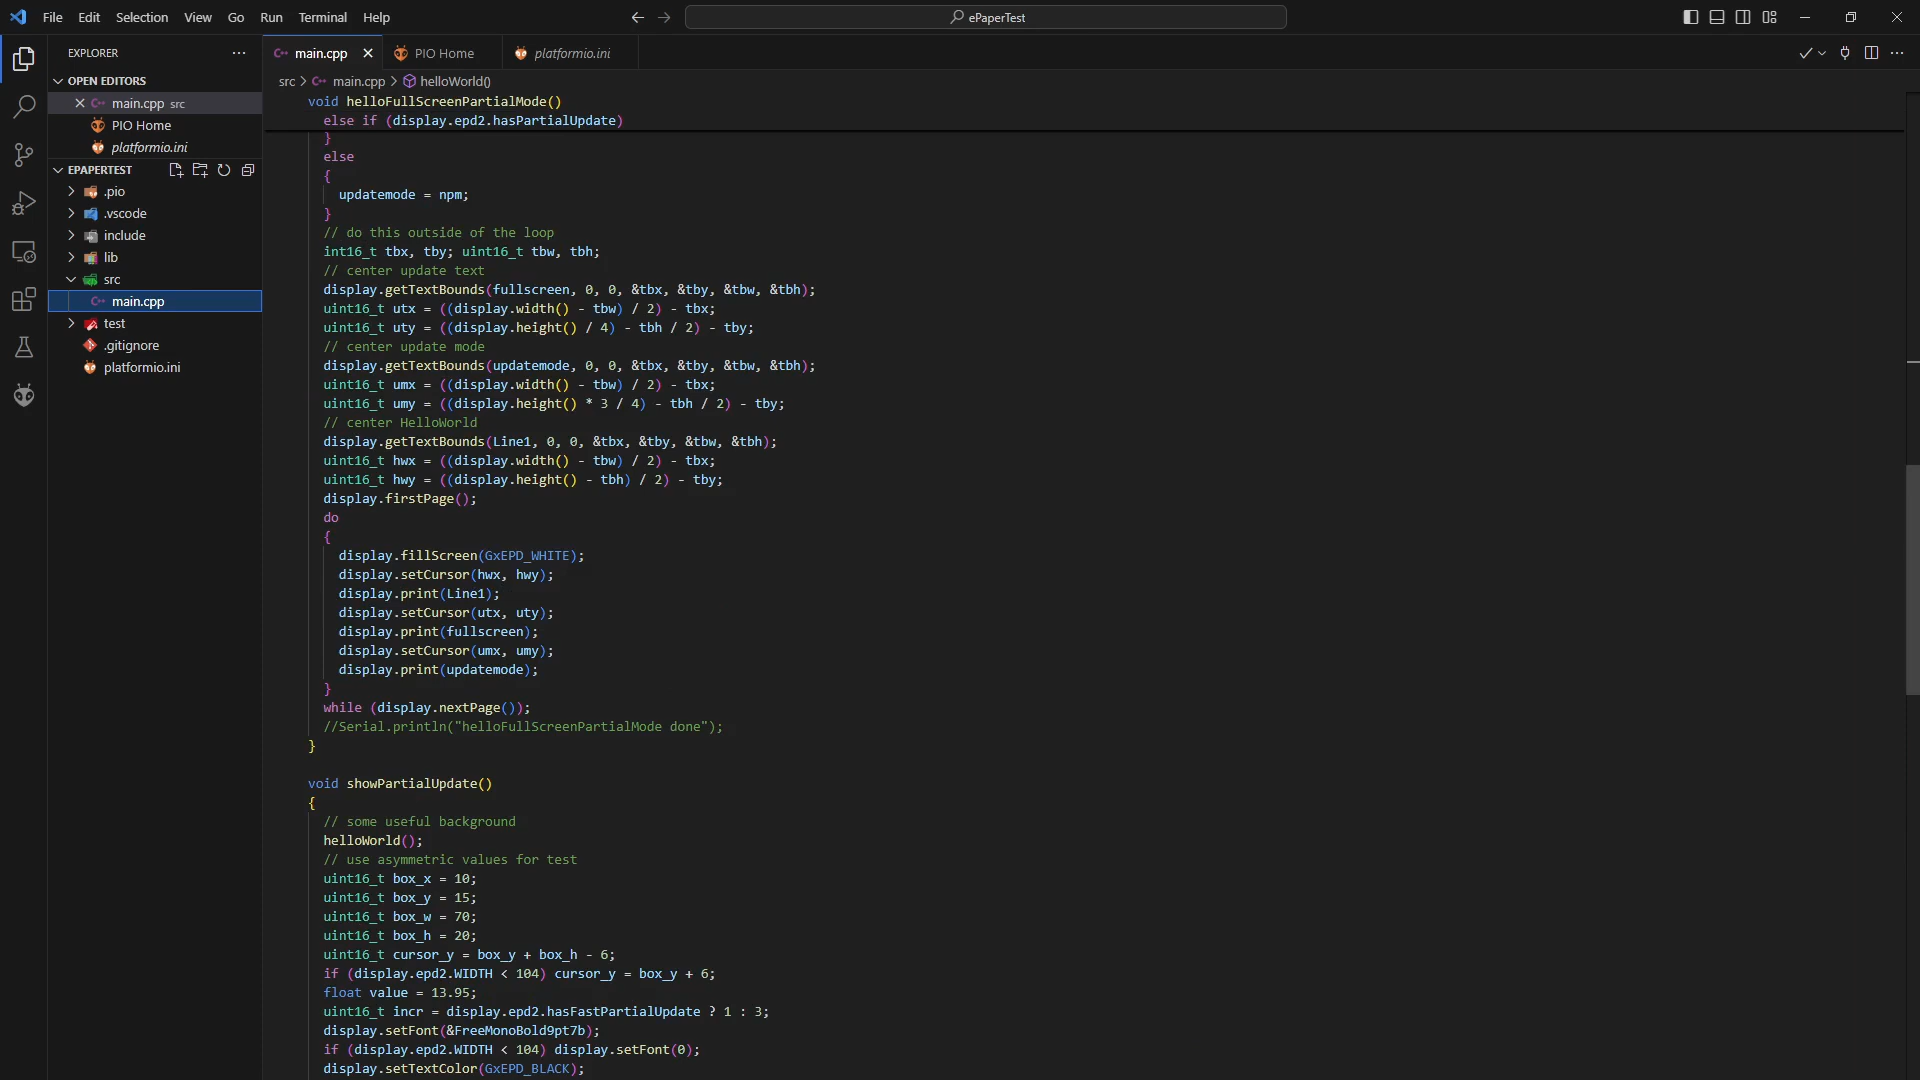 File Edit Selection View Go Run Terminal Help
ePaperTest
EXPLORER
main.cpp
PIO Home
platformio.ini
OPEN EDITORS
src > main.cpp > helloWorld()
main.cpp src
PIO Home
platformio.ini
EPAPERTEST
.pio
.vscode
include
lib
src
main.cpp
test
.gitignore
platformio.ini
void helloFullScreenPartialMode()
else if (display.epd2.hasPartialUpdate)
}
else
{
updatemode = npm;
}
// do this outside of the loop
int16_t tbx, tby; uint16_t tbw, tbh;
// center update text
display.getTextBounds(fullscreen, 0, 0, &tbx, &tby, &tbw, &tbh);
uint16_t utx = ((display.width() - tbw) / 2) - tbx;
uint16_t uty = ((display.height() / 4) - tbh / 2) - tby;
// center update mode
display.getTextBounds(updatemode, 0, 0, &tbx, &tby, &tbw, &tbh);
uint16_t umx = ((display.width() - tbw) / 2) - tbx;
uint16_t umy = ((display.height() * 3 / 4) - tbh / 2) - tby;
// center HelloWorld
display.getTextBounds(Line1, 0, 0, &tbx, &tby, &tbw, &tbh);
uint16_t hwx = ((display.width() - tbw) / 2) - tbx;
uint16_t hwy = ((display.height() - tbh) / 2) - tby;
display.firstPage();
do
{
display.fillScreen(GxEPD_WHITE);
display.setCursor(hwx, hwy);
display.print(Line1);
display.setCursor(utx, uty);
display.print(fullscreen);
display.setCursor(umx, umy);
display.print(updatemode);
}
while (display.nextPage());
//Serial.println("helloFullScreenPartialMode done");
}
void showPartialUpdate()
{
// some useful background
helloWorld();
// use asymmetric values for test
uint16_t box_x = 10;
uint16_t box_y = 15;
uint16_t box_w = 70;
uint16_t box_h = 20;
uint16_t cursor_y = box_y + box_h - 6;
if (display.epd2.WIDTH < 104) cursor_y = box_y + 6;
float value = 13.95;
uint16_t incr = display.epd2.hasFastPartialUpdate ? 1 : 3;
display.setFont(&FreeMonoBold9pt7b);
if (display.epd2.WIDTH < 104) display.setFont(0);
display.setTextColor(GxEPD_BLACK);